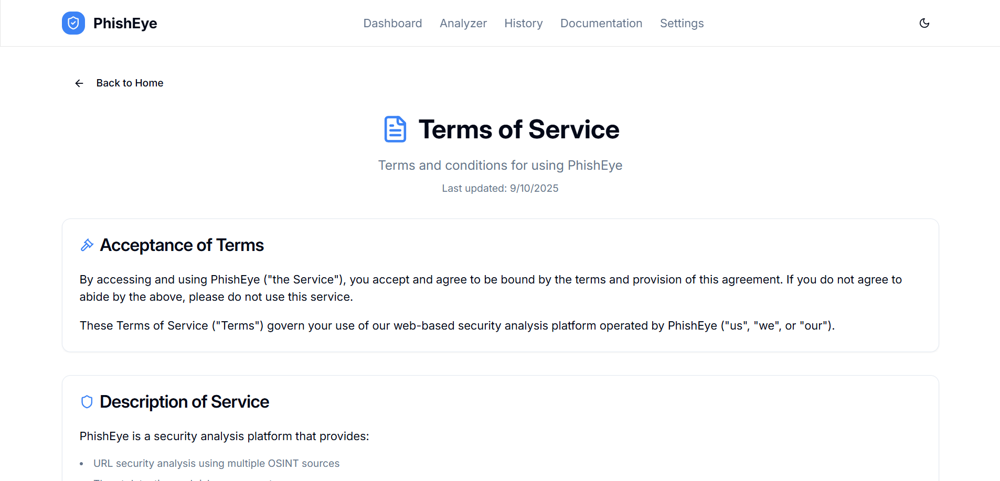 PhishEye
Dashboard Analyzer History Documentation Settings
Back to Home
Terms of Service
Terms and conditions for using PhishEye
Last updated: 9/10/2025
Acceptance of Terms
By accessing and using PhishEye ("the Service"), you accept and agree to be bound by the terms and provision of this agreement. If you do not agree to
abide by the above, please do not use this service.
These Terms of Service ("Terms") govern your use of our web-based security analysis platform operated by PhishEye ("us", "we", or "our").
Description of Service
PhishEye is a security analysis platform that provides:
• URL security analysis using multiple OSINT sources